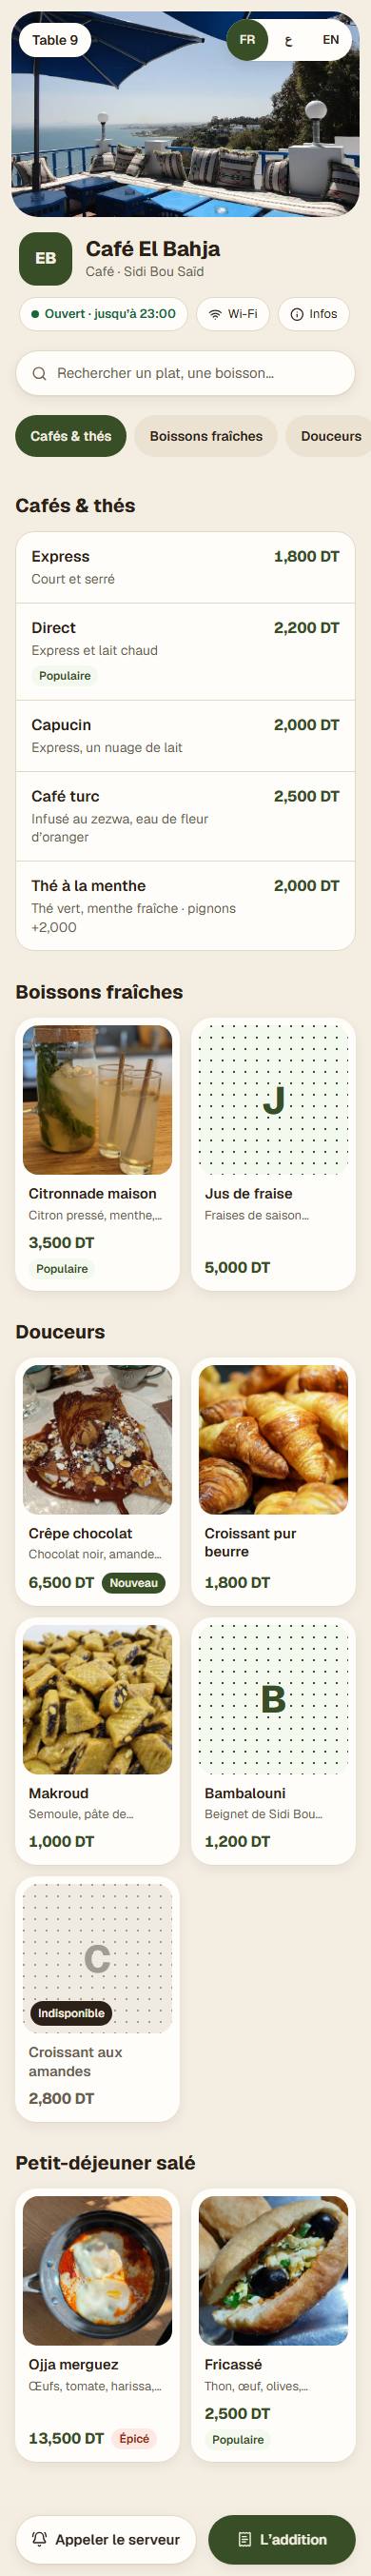 Table 9
FR ع EN
EB
Café El Bahja
Café · Sidi Bou Saïd
Ouvert · jusqu'à 23:00
Wi-Fi
Infos
Rechercher un plat, une boisson…
Cafés & thés
Boissons fraîches
Douceurs
Cafés & thés
Express 1,800 DT
Court et serré
Direct 2,200 DT
Express et lait chaud
Populaire
Capucin 2,000 DT
Express, un nuage de lait
Café turc 2,500 DT
Infusé au zezwa, eau de fleur
d'oranger
Thé à la menthe 2,000 DT
Thé vert, menthe fraîche · pignons
+2,000
Boissons fraîches
Citronnade maison
Citron pressé, menthe,…
3,500 DT
Populaire
J
Jus de fraise
Fraises de saison…
5,000 DT
Douceurs
Crêpe chocolat
Chocolat noir, amande…
6,500 DT Nouveau
Croissant pur
beurre
1,800 DT
Makroud
Semoule, pâte de…
1,000 DT
B
Bambalouni
Beignet de Sidi Bou…
1,200 DT
C
Indisponible
Croissant aux
amandes
2,800 DT
Petit-déjeuner salé
Ojja merguez
Œufs, tomate, harissa,…
13,500 DT Épicé
Fricassé
Thon, œuf, olives,…
2,500 DT
Populaire
Appeler le serveur
L'addition